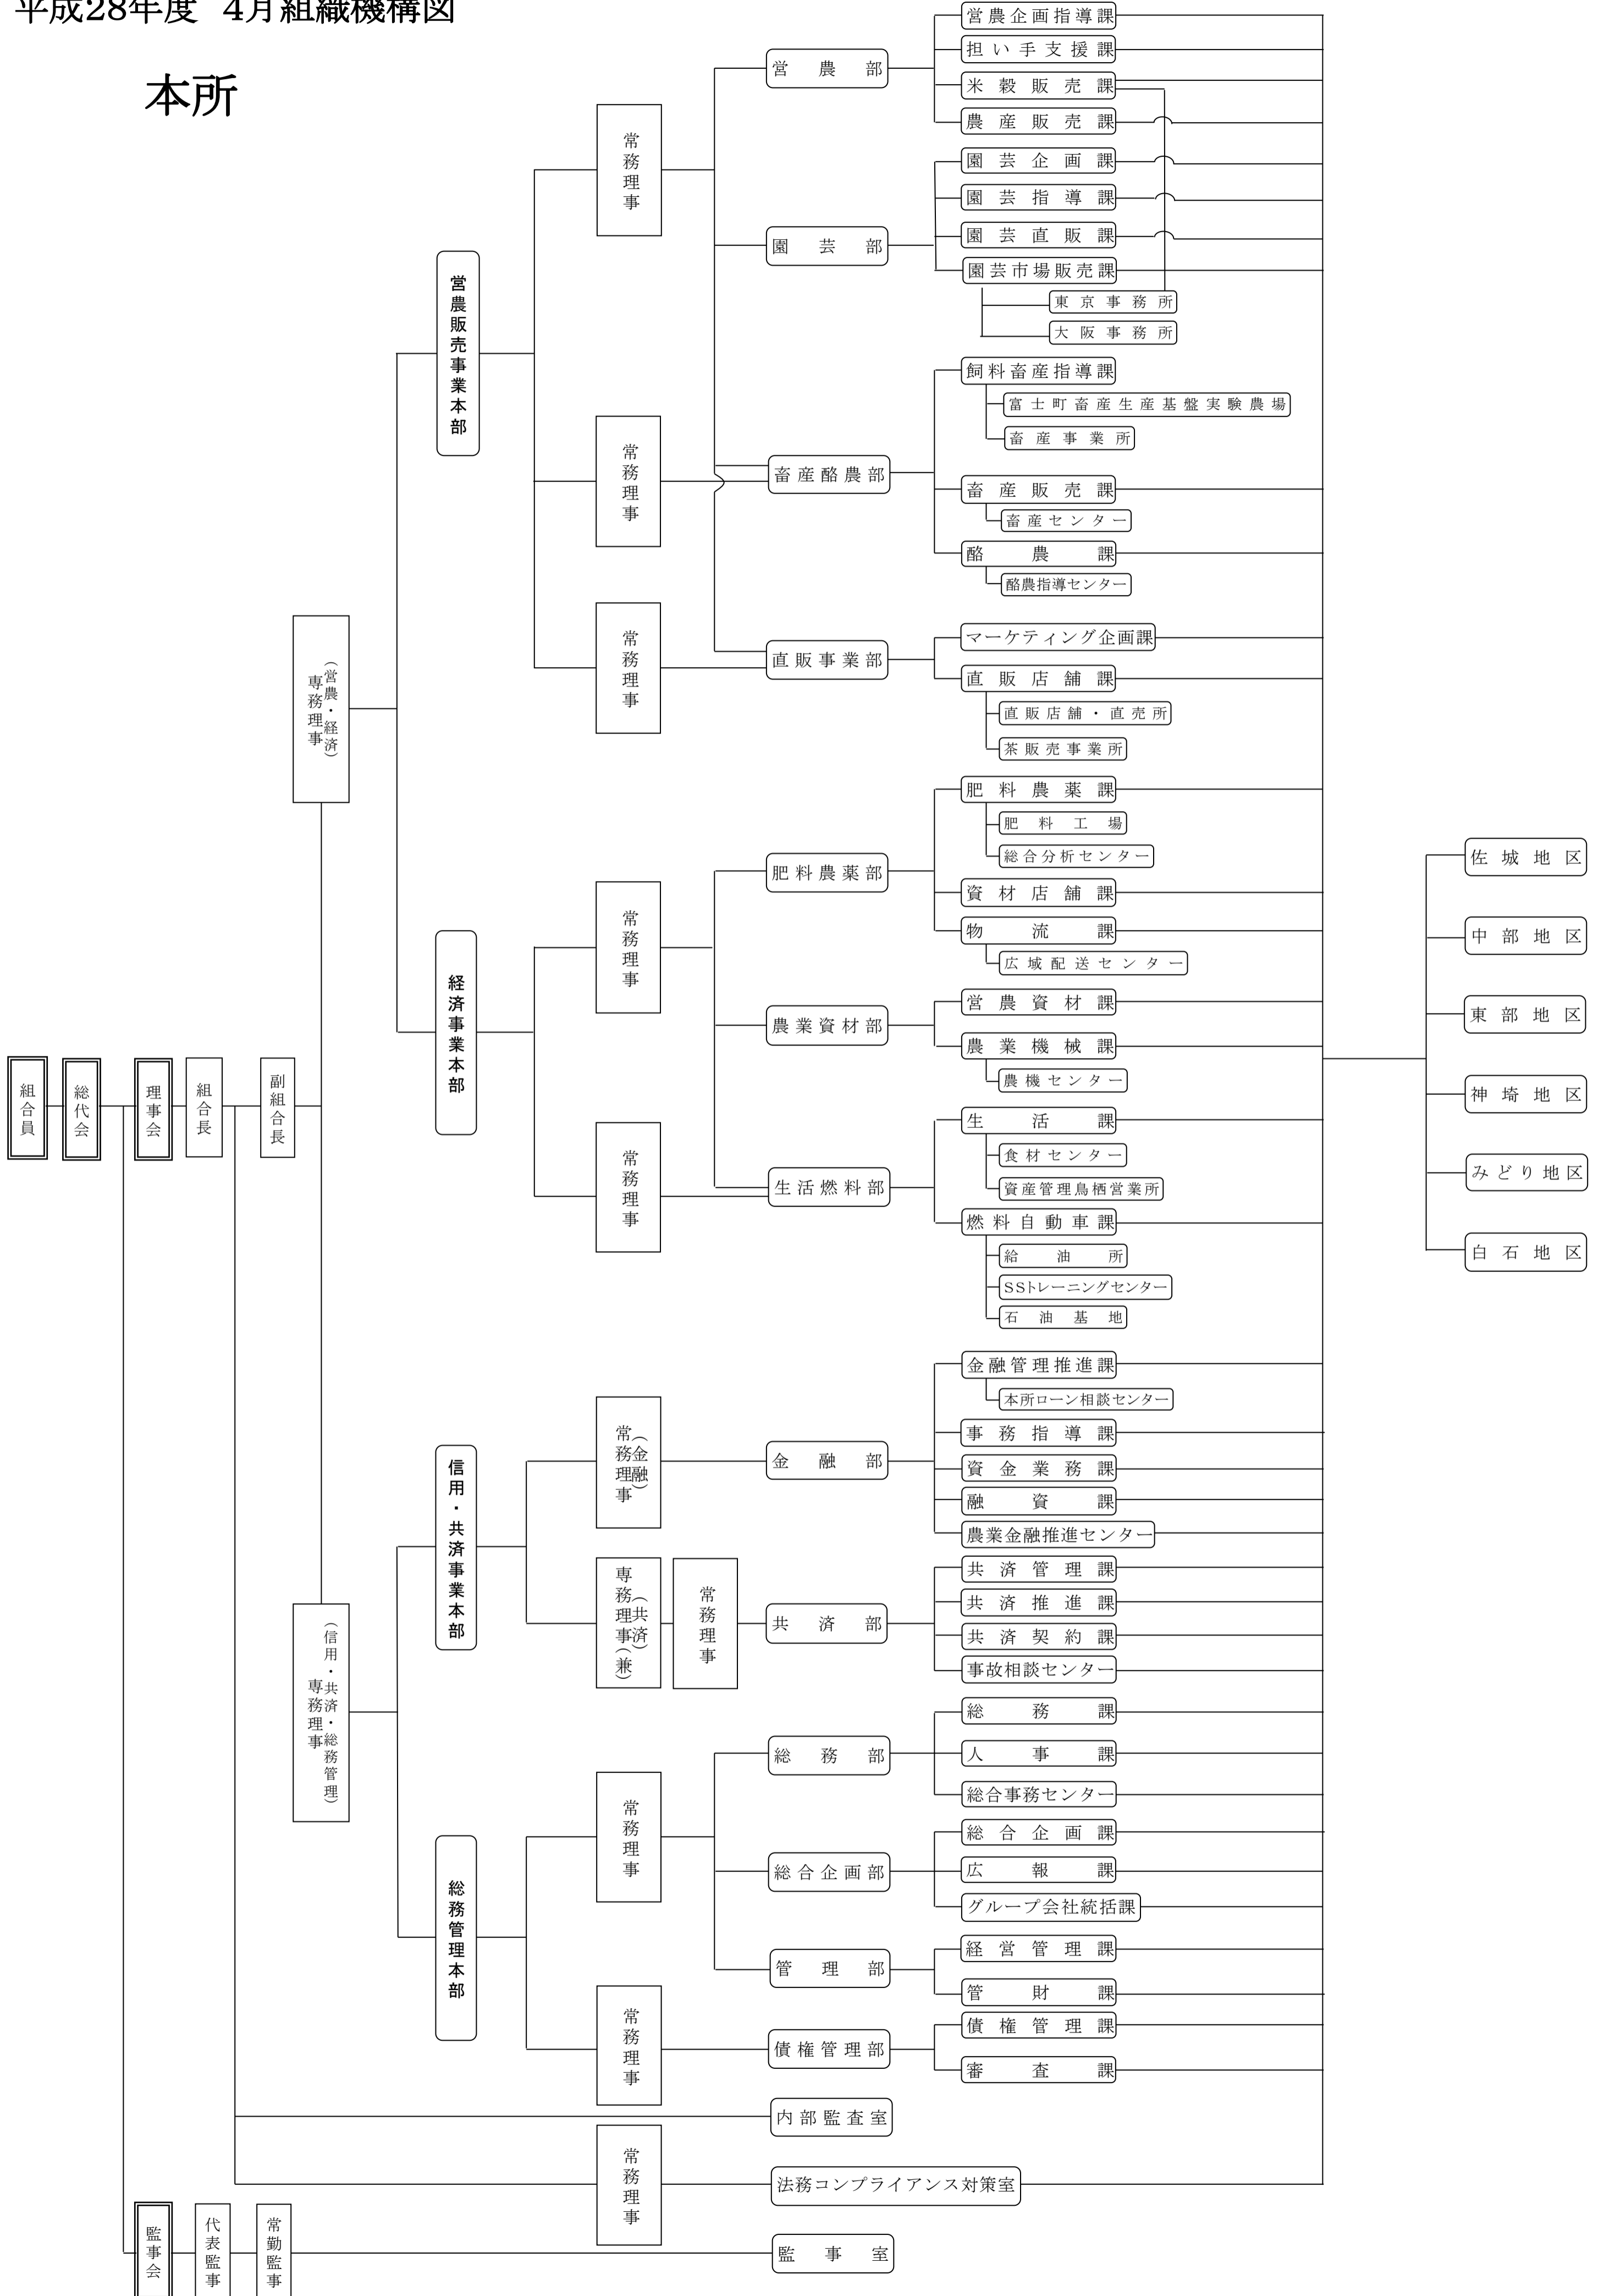 平成28年度 4月組織機構図
本所
組合員
総代会
理事会
組合長
副組合長
専務理事
（営農・経済）
専務理事
（信用・共済・総務管理）
営農販売事業本部
経済事業本部
信用・共済事業本部
総務管理本部
常務理事
常務理事
常務理事
常務理事
常務理事
常務理事
（金融）
専務理事（兼）
（共済）
常務理事
常務理事
常務理事
常務理事
営農部
園芸部
畜産酪農部
直販事業部
肥料農薬部
農業資材部
生活燃料部
金融部
共済部
総務部
総合企画部
管理部
債権管理部
内部監査室
法務コンプライアンス対策室
監事室
営農企画指導課
担い手支援課
米穀販売課
農産販売課
園芸企画課
園芸指導課
園芸直販課
園芸市場販売課
東京事務所
大阪事務所
飼料畜産指導課
富士町畜産生産基盤実験農場
畜産事業所
畜産販売課
畜産センター
酪農課
酪農指導センター
マーケティング企画課
直販店舗課
直販店舗・直売所
茶販売事業所
肥料農薬課
肥料工場
総合分析センター
資材店舗課
物流課
広域配送センター
営農資材課
農業機械課
農機センター
生活課
食材センター
資産管理鳥栖営業所
燃料自動車課
給油所
SSトレーニングセンター
石油基地
金融管理推進課
本所ローン相談センター
事務指導課
資金業務課
融資課
農業金融推進センター
共済管理課
共済推進課
共済契約課
事故相談センター
総務課
人事課
総合事務センター
総合企画課
広報課
グループ会社統括課
経営管理課
管財課
債権管理課
審査課
佐城地区
中部地区
東部地区
神埼地区
みどり地区
白石地区
監事会
代表監事
常勤監事